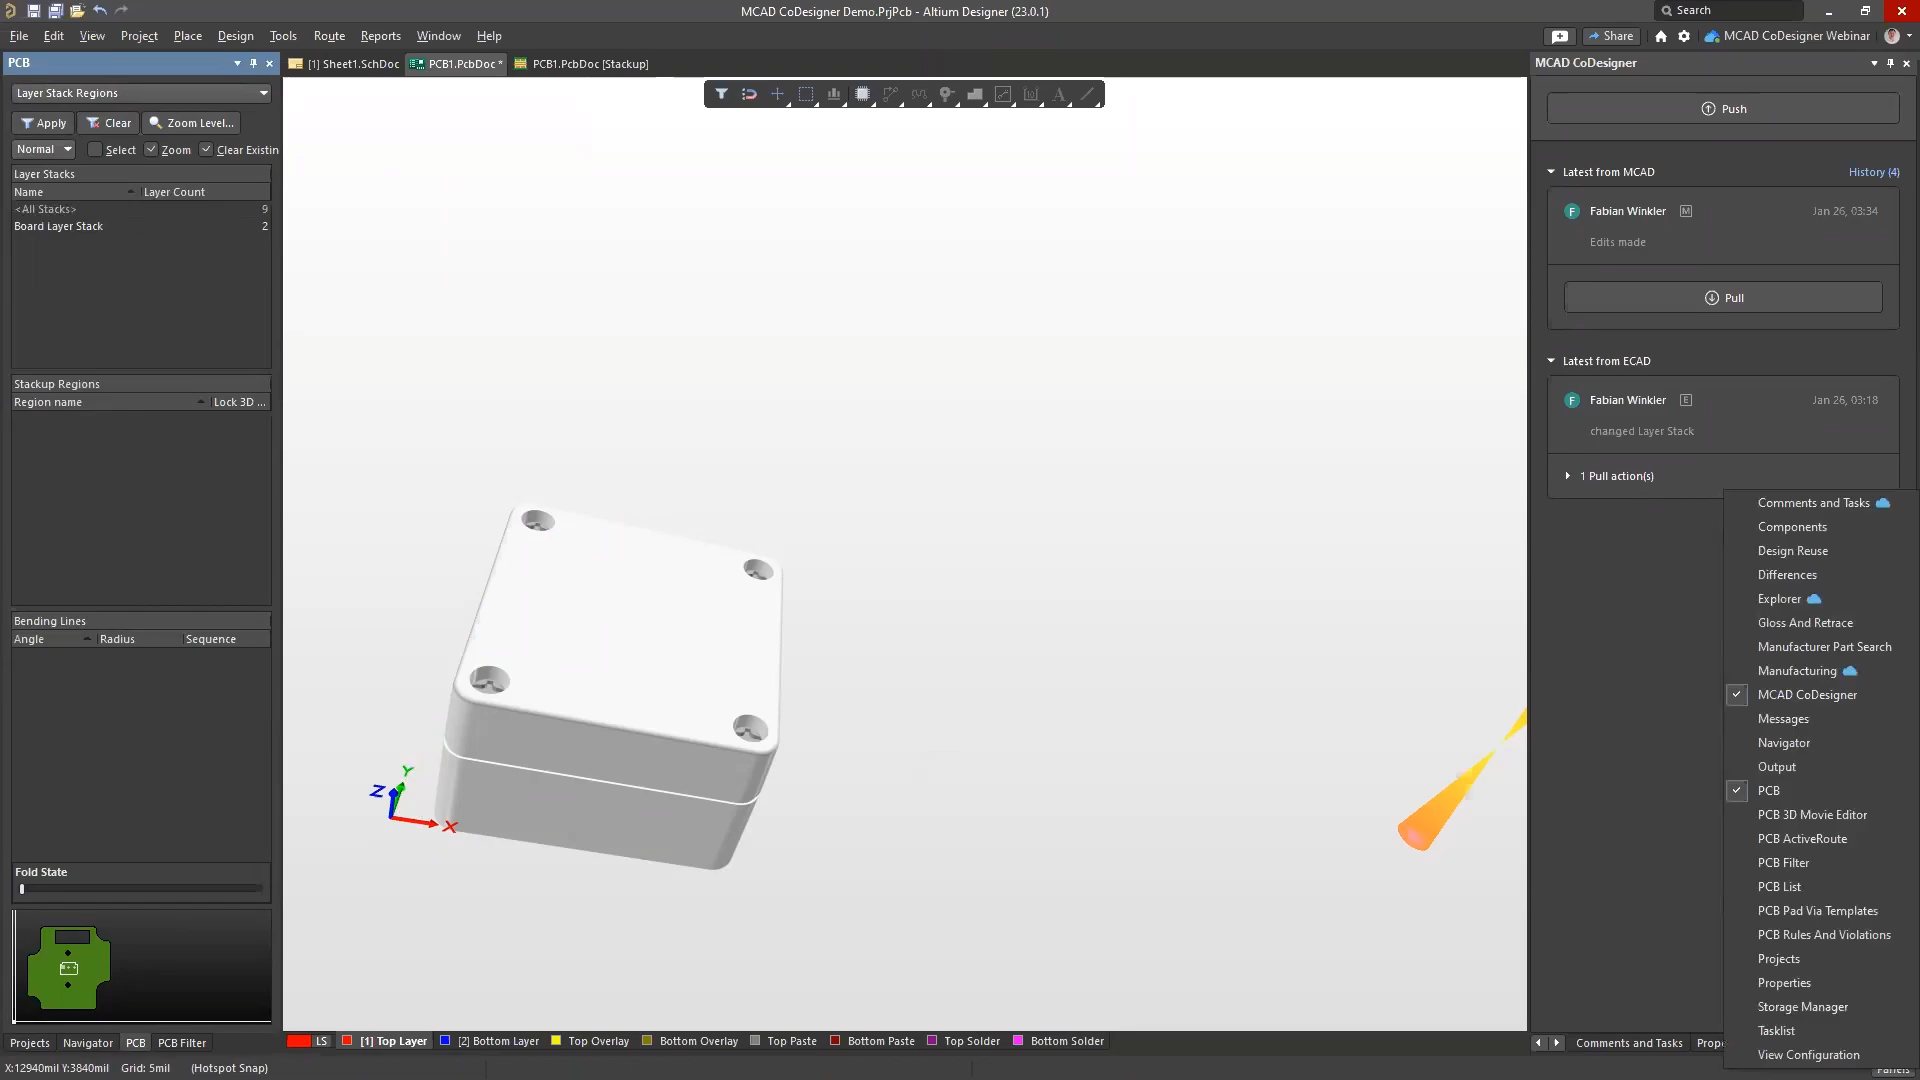 MCAD CoDesigner Demo.PrjPcb - Altium Designer (23.0.1)
Search
File Edit View Project Place Design Tools Route Reports Window Help
Share
MCAD CoDesigner Webinar
PCB
[1] Sheet1.SchDoc
PCB1.PcbDoc *
PCB1.PcbDoc [Stackup]
MCAD CoDesigner
Layer Stack Regions
Apply
Clear
Zoom Level...
Normal
Select
Zoom
Clear Existin
Layer Stacks
Name Layer Count
<All Stacks> 9
Board Layer Stack 2
Stackup Regions
Region name Lock 3D ...
Bending Lines
Angle Radius Sequence
Fold State
Projects Navigator PCB PCB Filter
X:12940mil Y:3840mil Grid: 5mil (Hotspot Snap)
Z
Y
X
LS
[1] Top Layer
[2] Bottom Layer
Top Overlay
Bottom Overlay
Top Paste
Bottom Paste
Top Solder
Bottom Solder
Push
Latest from MCAD
History (4)
F Fabian Winkler M Jan 26, 03:34
Edits made
Pull
Latest from ECAD
F Fabian Winkler E Jan 26, 03:18
changed Layer Stack
1 Pull action(s)
Comments and Tasks
Components
Design Reuse
Differences
Explorer
Gloss And Retrace
Manufacturer Part Search
Manufacturing
MCAD CoDesigner
Messages
Navigator
Output
PCB
PCB 3D Movie Editor
PCB ActiveRoute
PCB Filter
PCB List
PCB Pad Via Templates
PCB Rules And Violations
Projects
Properties
Storage Manager
Tasklist
View Configuration
Comments and Tasks
Prope
Panels